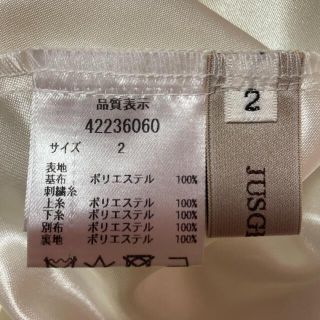 品質表示
42236060
サイズ 2
表地
基布 ポリエステル 100%
刺繍糸
上糸 ポリエステル 100%
下糸 ポリエステル 100%
別布 ポリエステル 100%
裏地 ポリエステル 100%
2